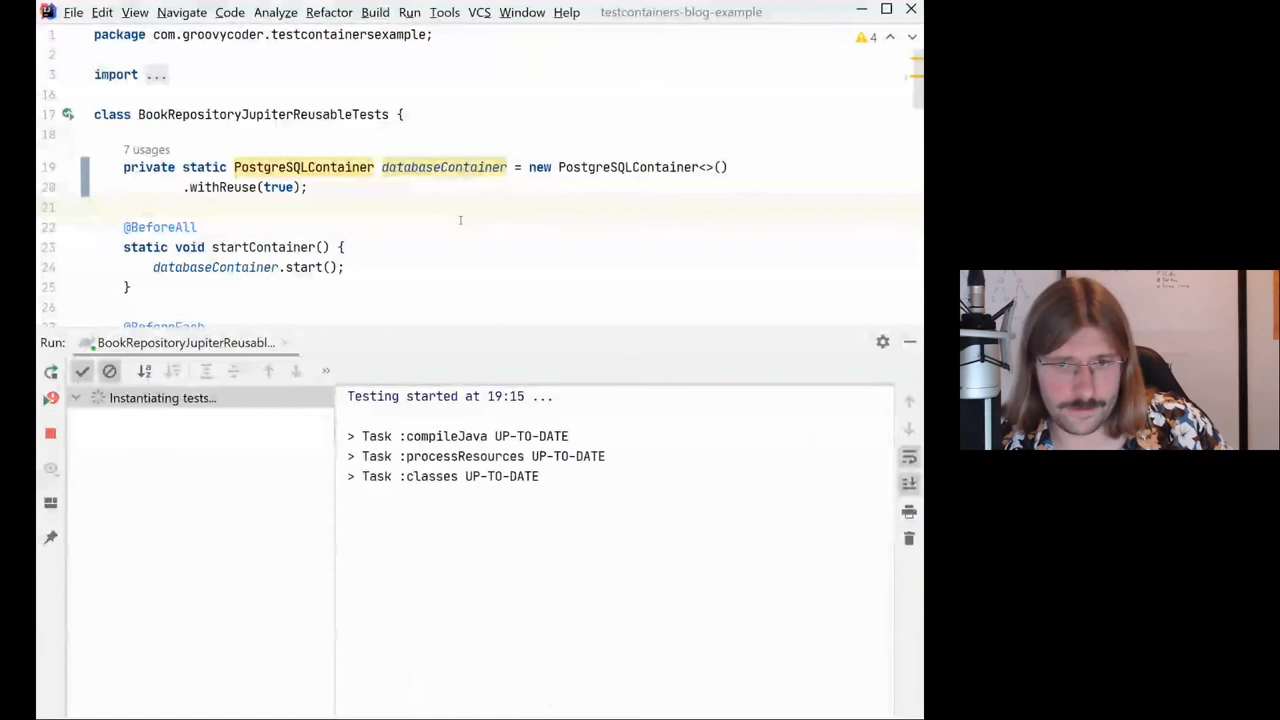 File Edit View Navigate Code Analyze Refactor Build Run Tools VCS Window Help testcontainers-blog-example
1 package com.groovycoder.testcontainersexample; 4
2
3 import ...
16
17 class BookRepositoryJupiterReusableTests {
18
7 usages
19 private static PostgreSQLContainer databaseContainer = new PostgreSQLContainer<>()
20 .withReuse(true);
21
22 @BeforeAll
23 static void startContainer() {
24 databaseContainer.start();
25 }
26
27 @BeforeEach
Run: BookRepositoryJupiterReusabl...
Instantiating tests...
Testing started at 19:15 ...
> Task :compileJava UP-TO-DATE
> Task :processResources UP-TO-DATE
> Task :classes UP-TO-DATE